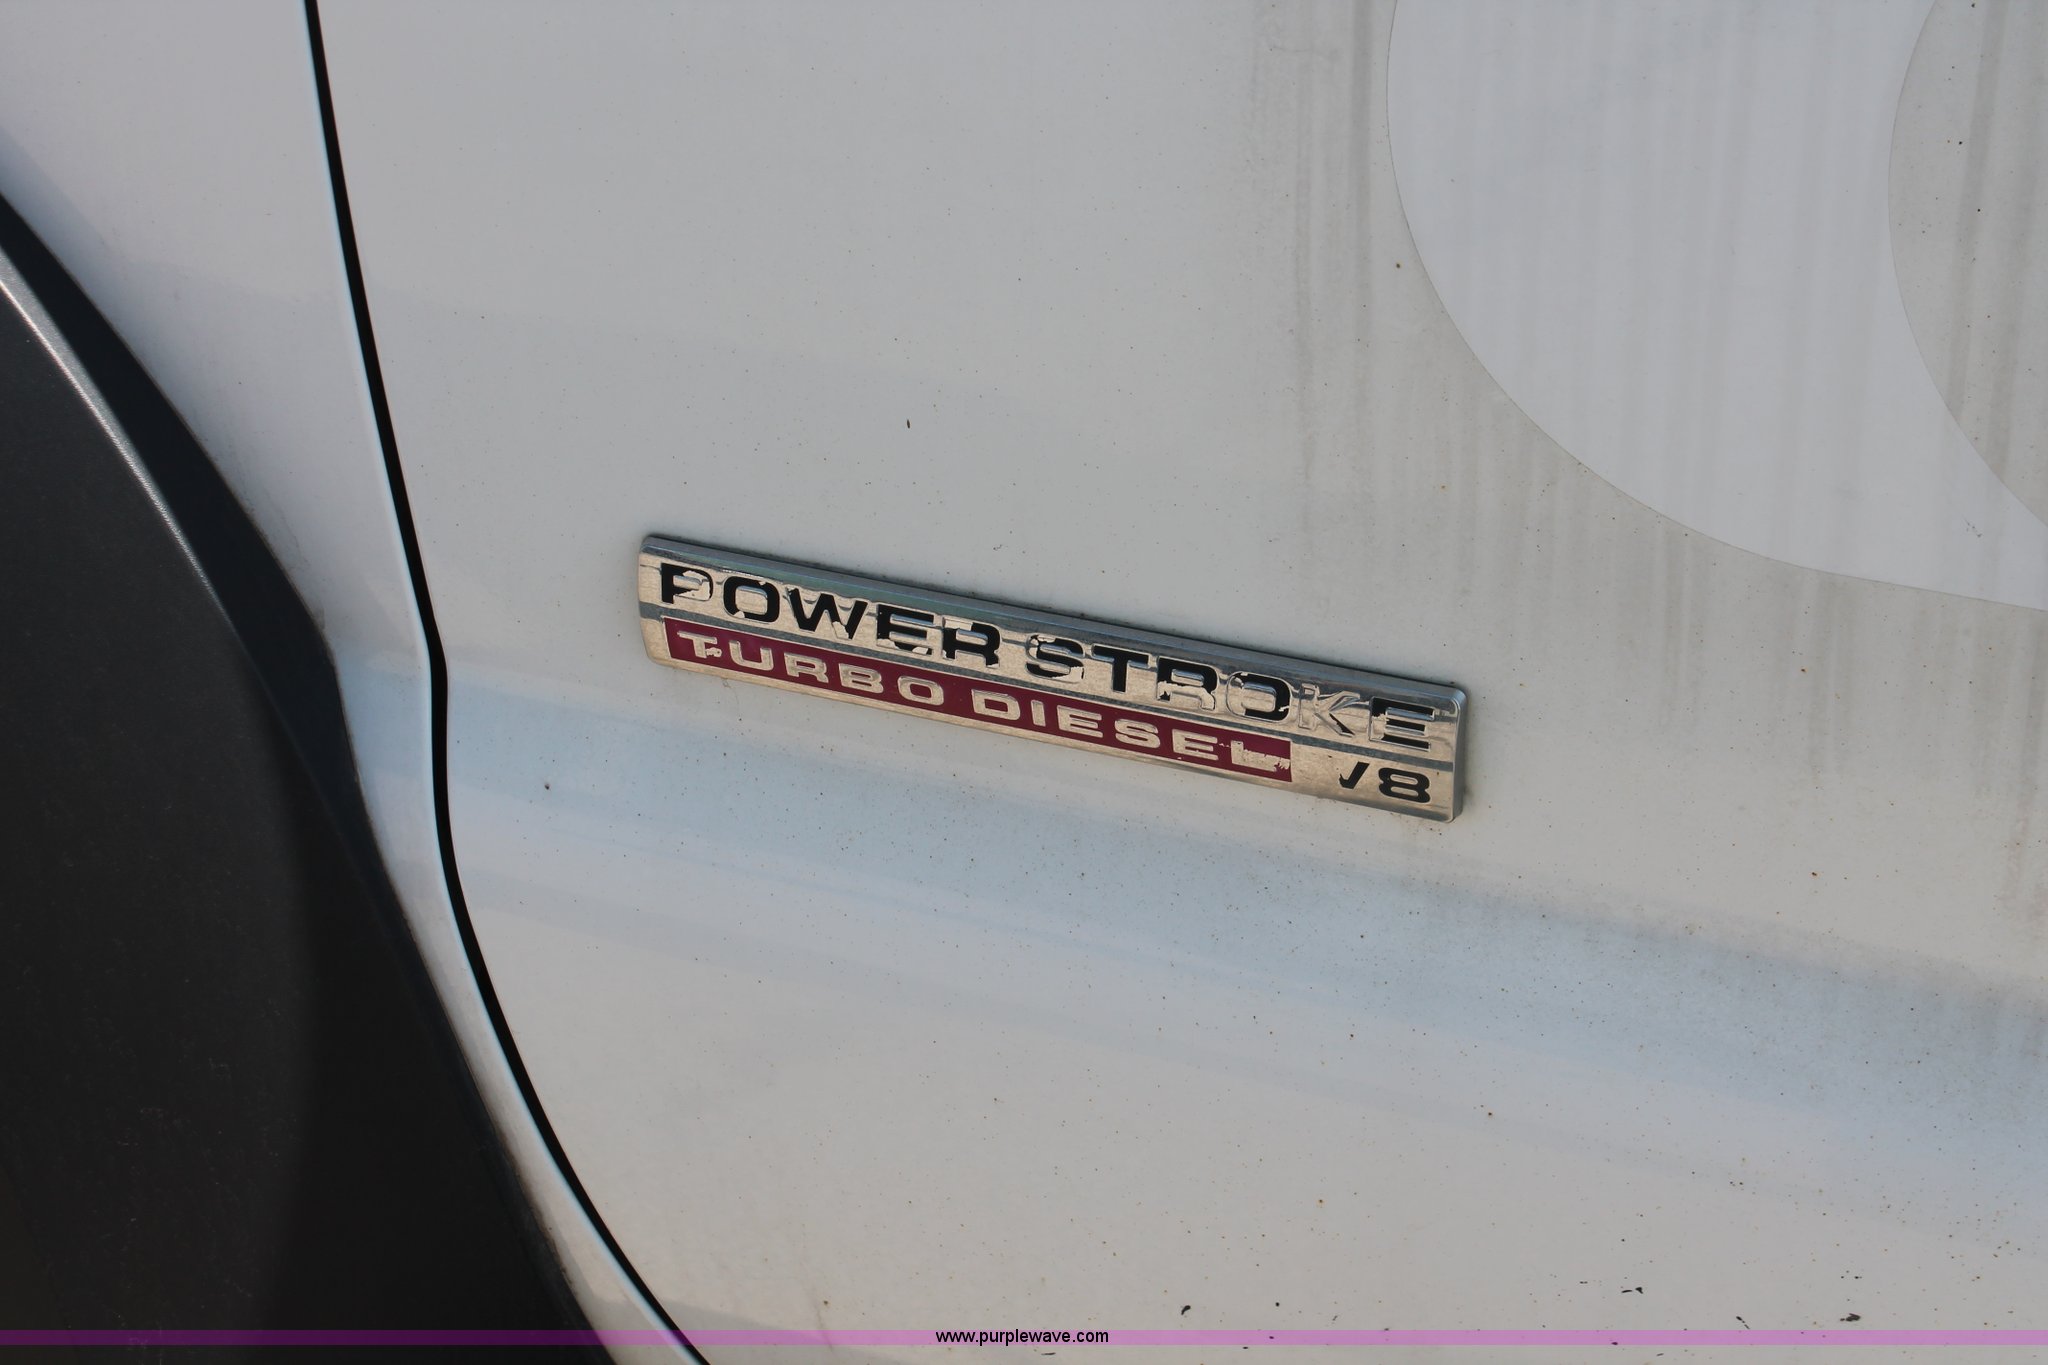 POWER STROKE
TURBO DIESEL V8
www.purplewave.com